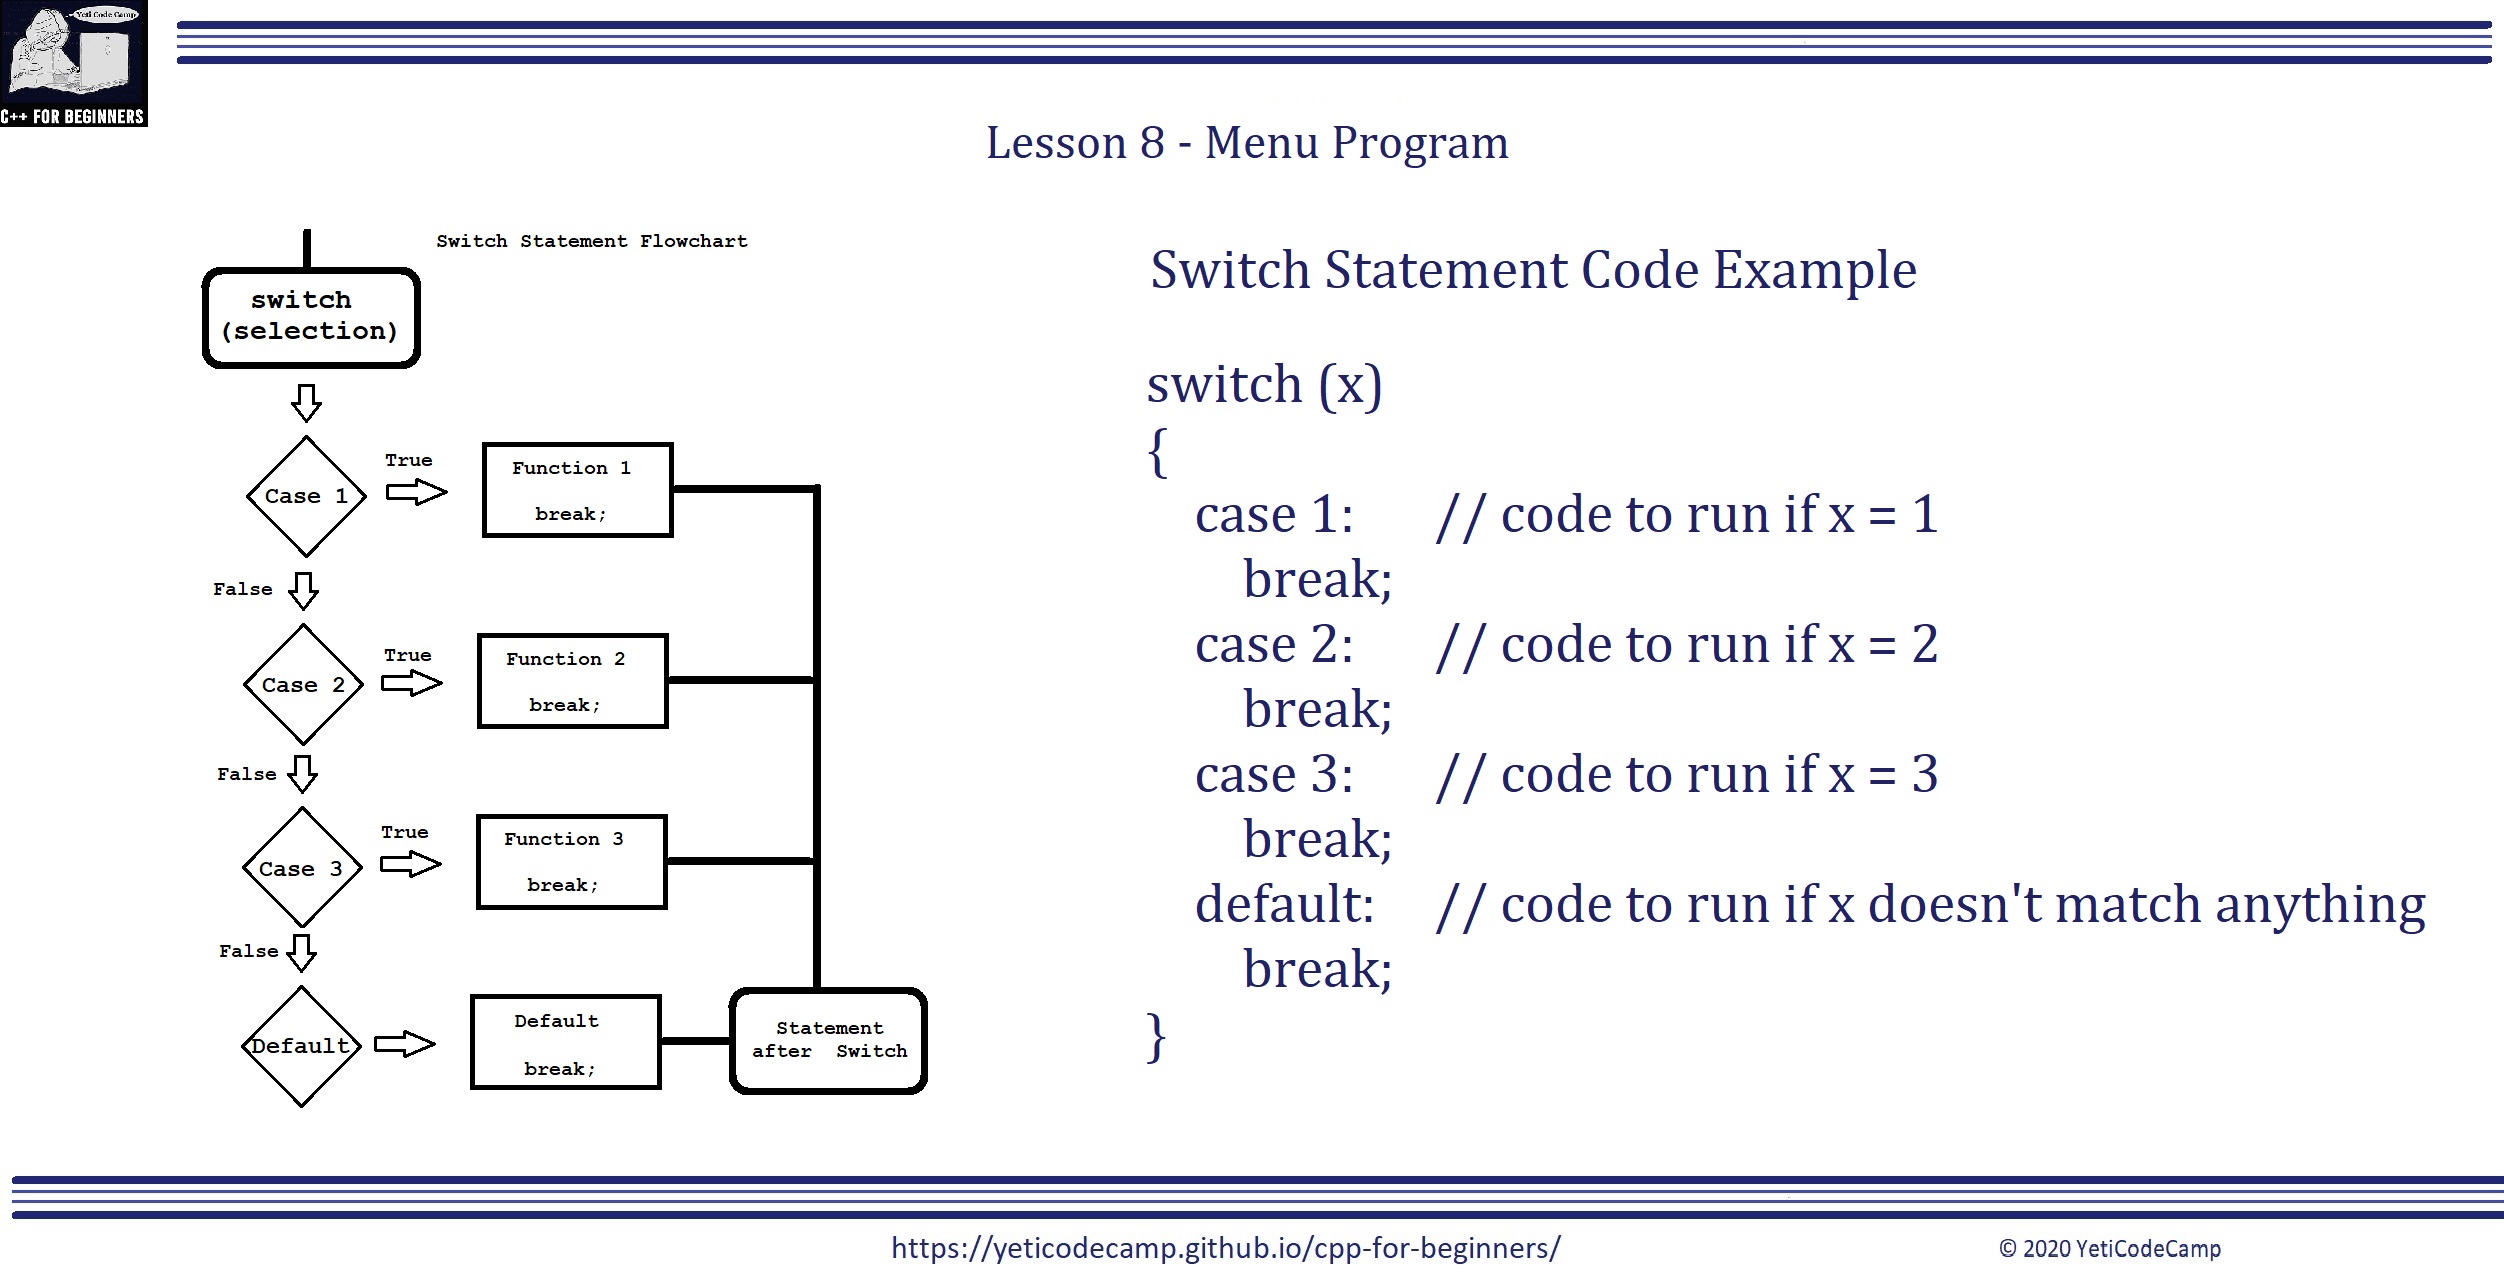 Yeti Code Camp
C++ FOR BEGINNERS
Lesson 8 - Menu Program
Switch Statement Flowchart
switch
(selection)
Case 1
True
Function 1
break;
False
Case 2
True
Function 2
break;
False
Case 3
True
Function 3
break;
False
Default
Default
break;
Statement
after Switch
Switch Statement Code Example
switch (x)
{
case 1: // code to run if x = 1
break;
case 2: // code to run if x = 2
break;
case 3: // code to run if x = 3
break;
default: // code to run if x doesn't match anything
break;
}
https://yeticodecamp.github.io/cpp-for-beginners/
© 2020 YetiCodeCamp